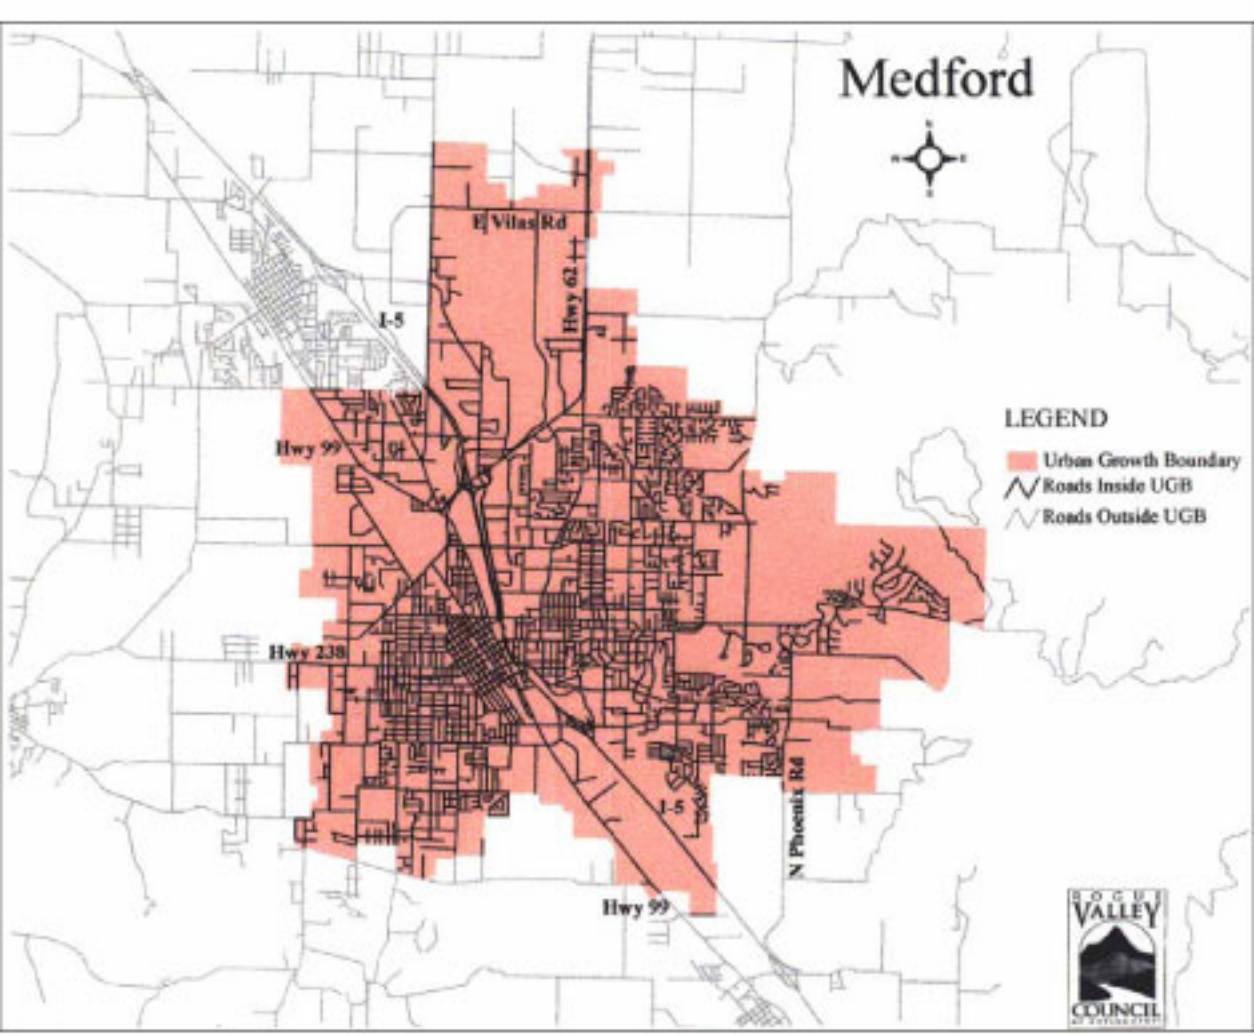 Medford
N
W E
S
E Vilas Rd
Hwy 62
I-5
LEGEND
Hwy 99
Urban Growth Boundary
Roads Inside UGB
Roads Outside UGB
Hwy 238
N Phoenix Rd
I-5
Hwy 99
ROGUE
VALLEY
COUNCIL